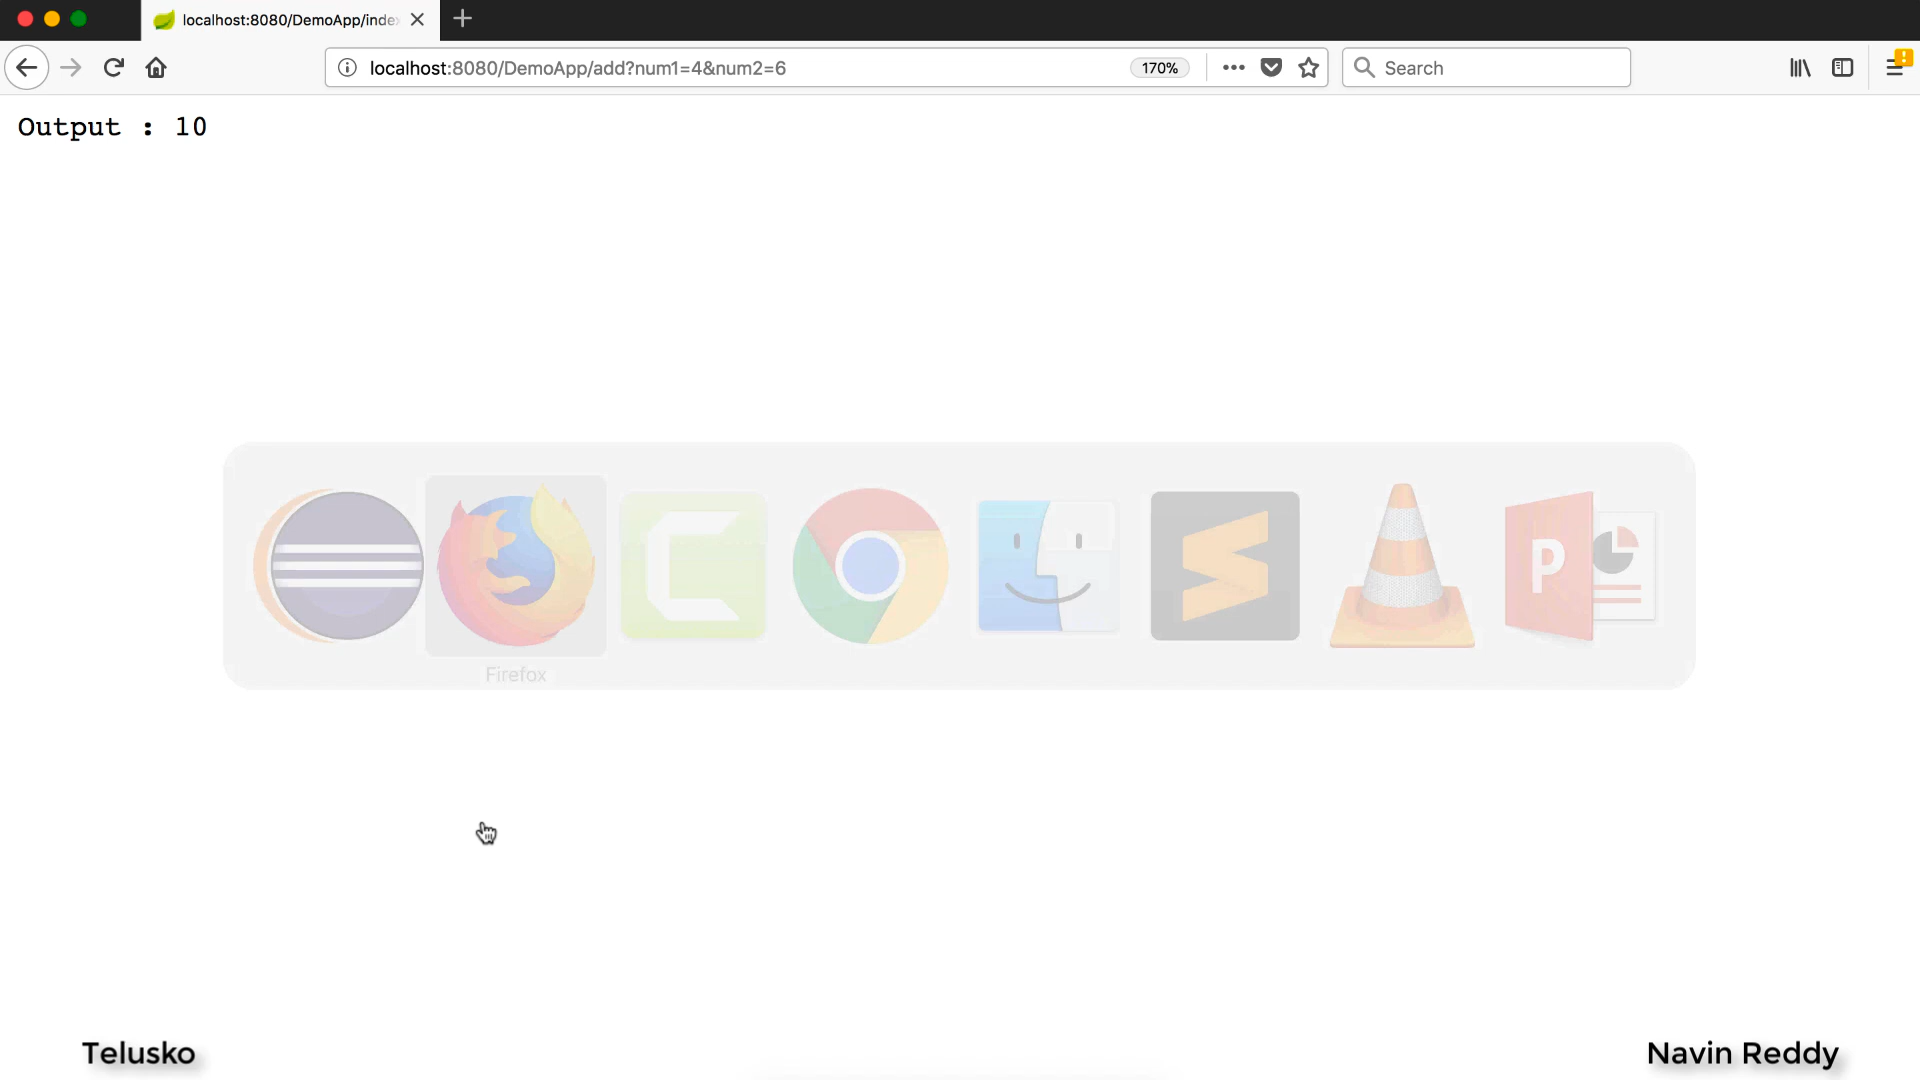 localhost:8080/DemoApp/inde
localhost:8080/DemoApp/add?num1=4&num2=6
170%
Search
Output : 10
P
Firefox
Telusko
Navin Reddy